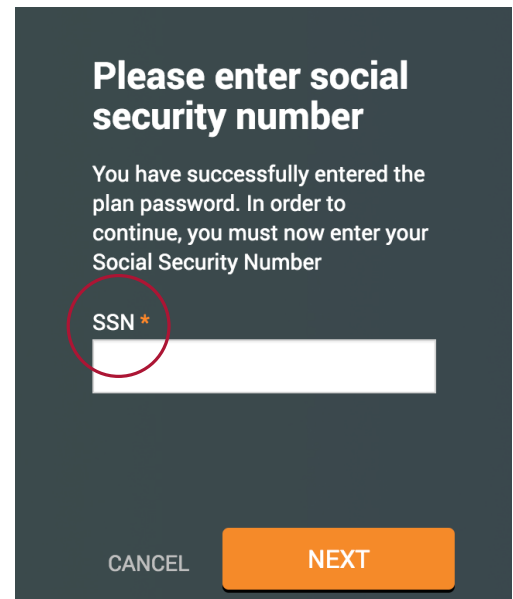 Please enter social
security number
You have successfully entered the
plan password. In order to
continue, you must now enter your
Social Security Number
SSN *
CANCEL
NEXT